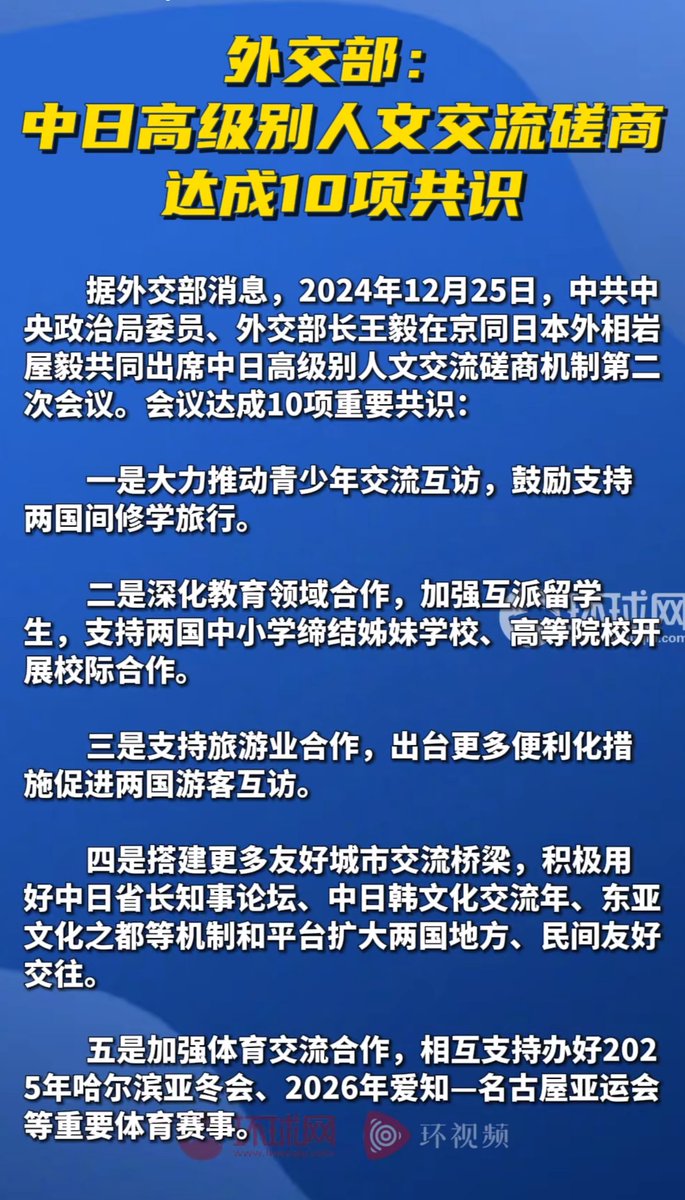 外交部：
中日高级别人文交流磋商
达成10项共识
据外交部消息，2024年12月25日，中共中
央政治局委员、外交部长王毅在京同日本外相岩
屋毅共同出席中日高级别人文交流磋商机制第二
次会议。会议达成10项重要共识：
一是大力推动青少年交流互访，鼓励支持
两国间修学旅行。
二是深化教育领域合作，加强互派留学
生，支持两国中小学缔结姊妹学校、高等院校开
展校际合作。
环球网
三是支持旅游业合作，出台更多便利化措
施促进两国游客互访。
四是搭建更多友好城市交流桥梁，积极用
好中日省长知事论坛、中日韩文化交流年、东亚
文化之都等机制和平台扩大两国地方、民间友好
交往。
五是加强体育交流合作，相互支持办好202
5年哈尔滨亚冬会、2026年爱知—名古屋亚运会
等重要体育赛事。
环球网
环视频